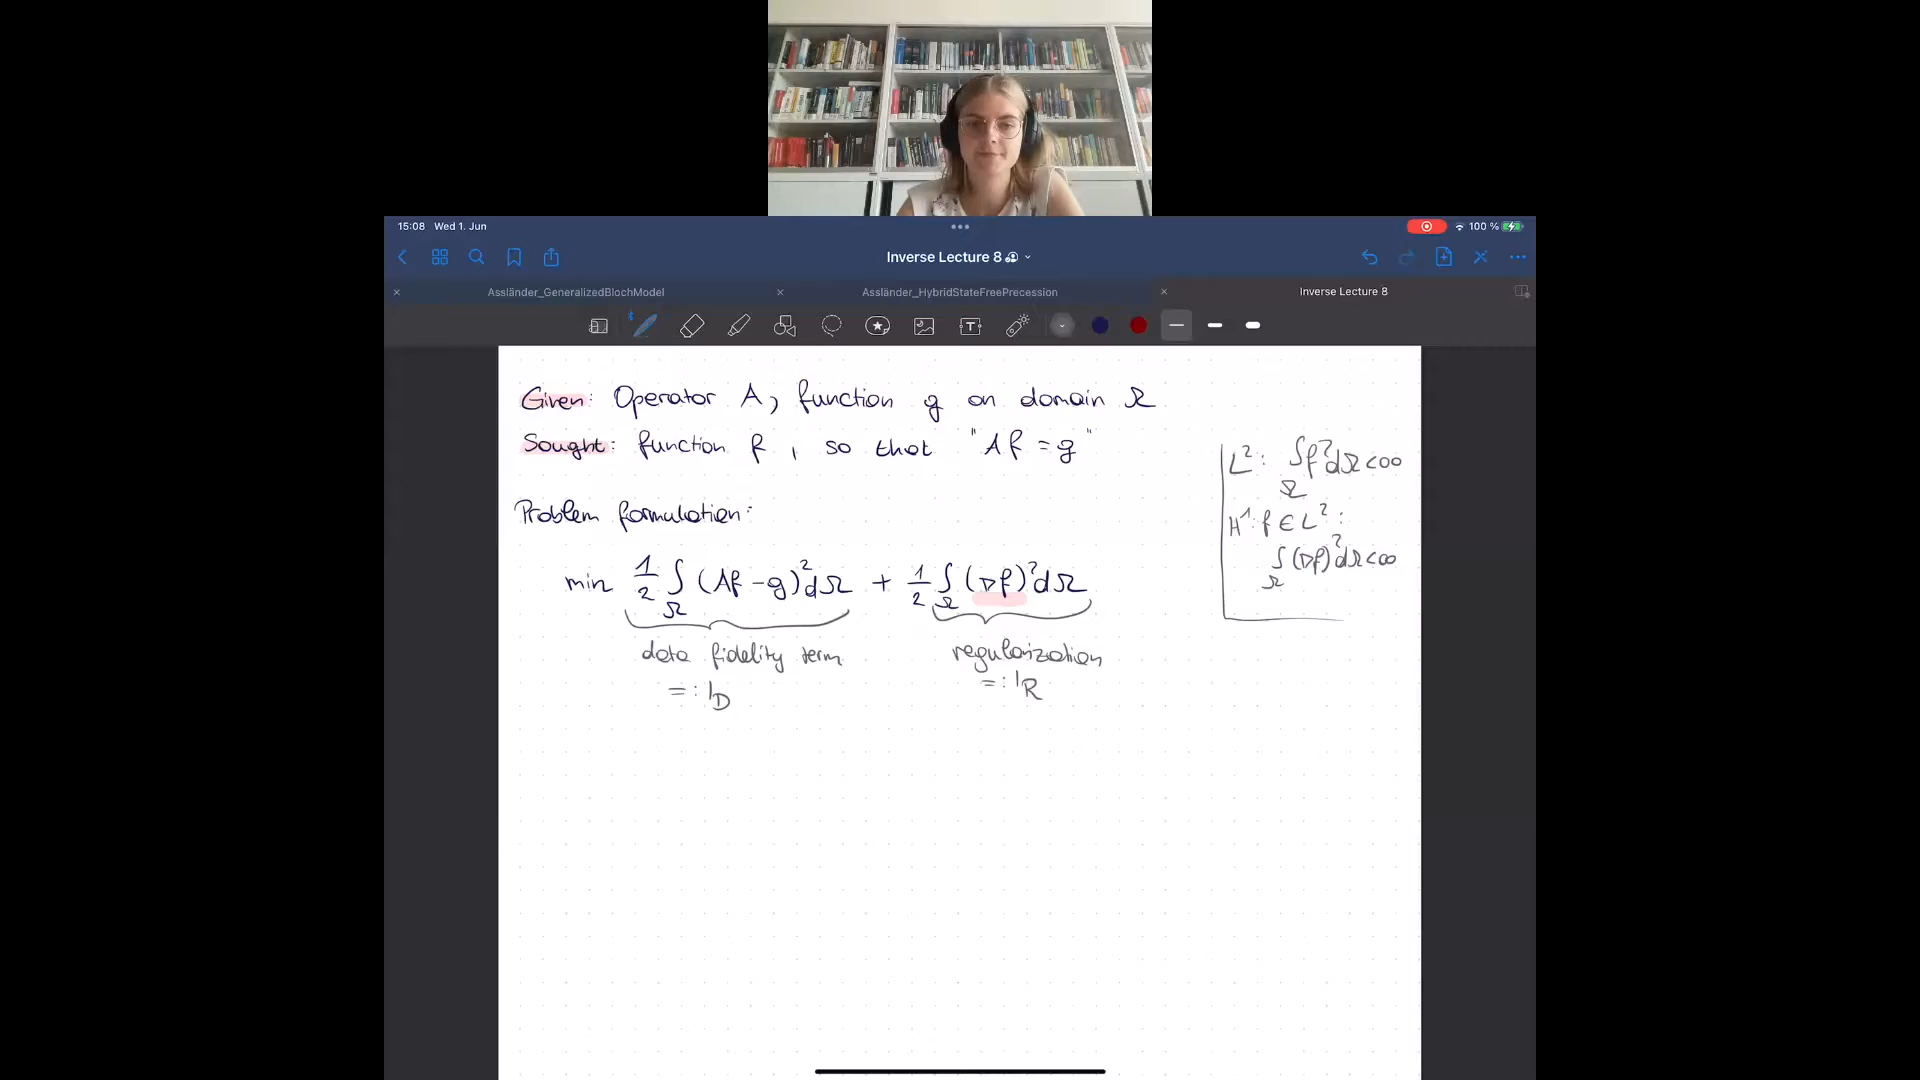 15:08 Wed 1. Jun
100 %
Inverse Lecture 8
Assländer_GeneralizedBlochModel
Assländer_HybridStateFreePrecession
Inverse Lecture 8
Given: Operator A, function g on domain Ω
Sought: function f, so that "Af = g"
Problem formulation:
min 1/2 ∫_Ω (Af - g)² dΩ + 1/2 ∫_Ω (∇f)² dΩ
data fidelity term
regularization
=: I_D
=: I_R
L²: ∫_Ω f² dΩ < ∞
H¹: f ∈ L²:
∫_Ω (∇f)² dΩ < ∞